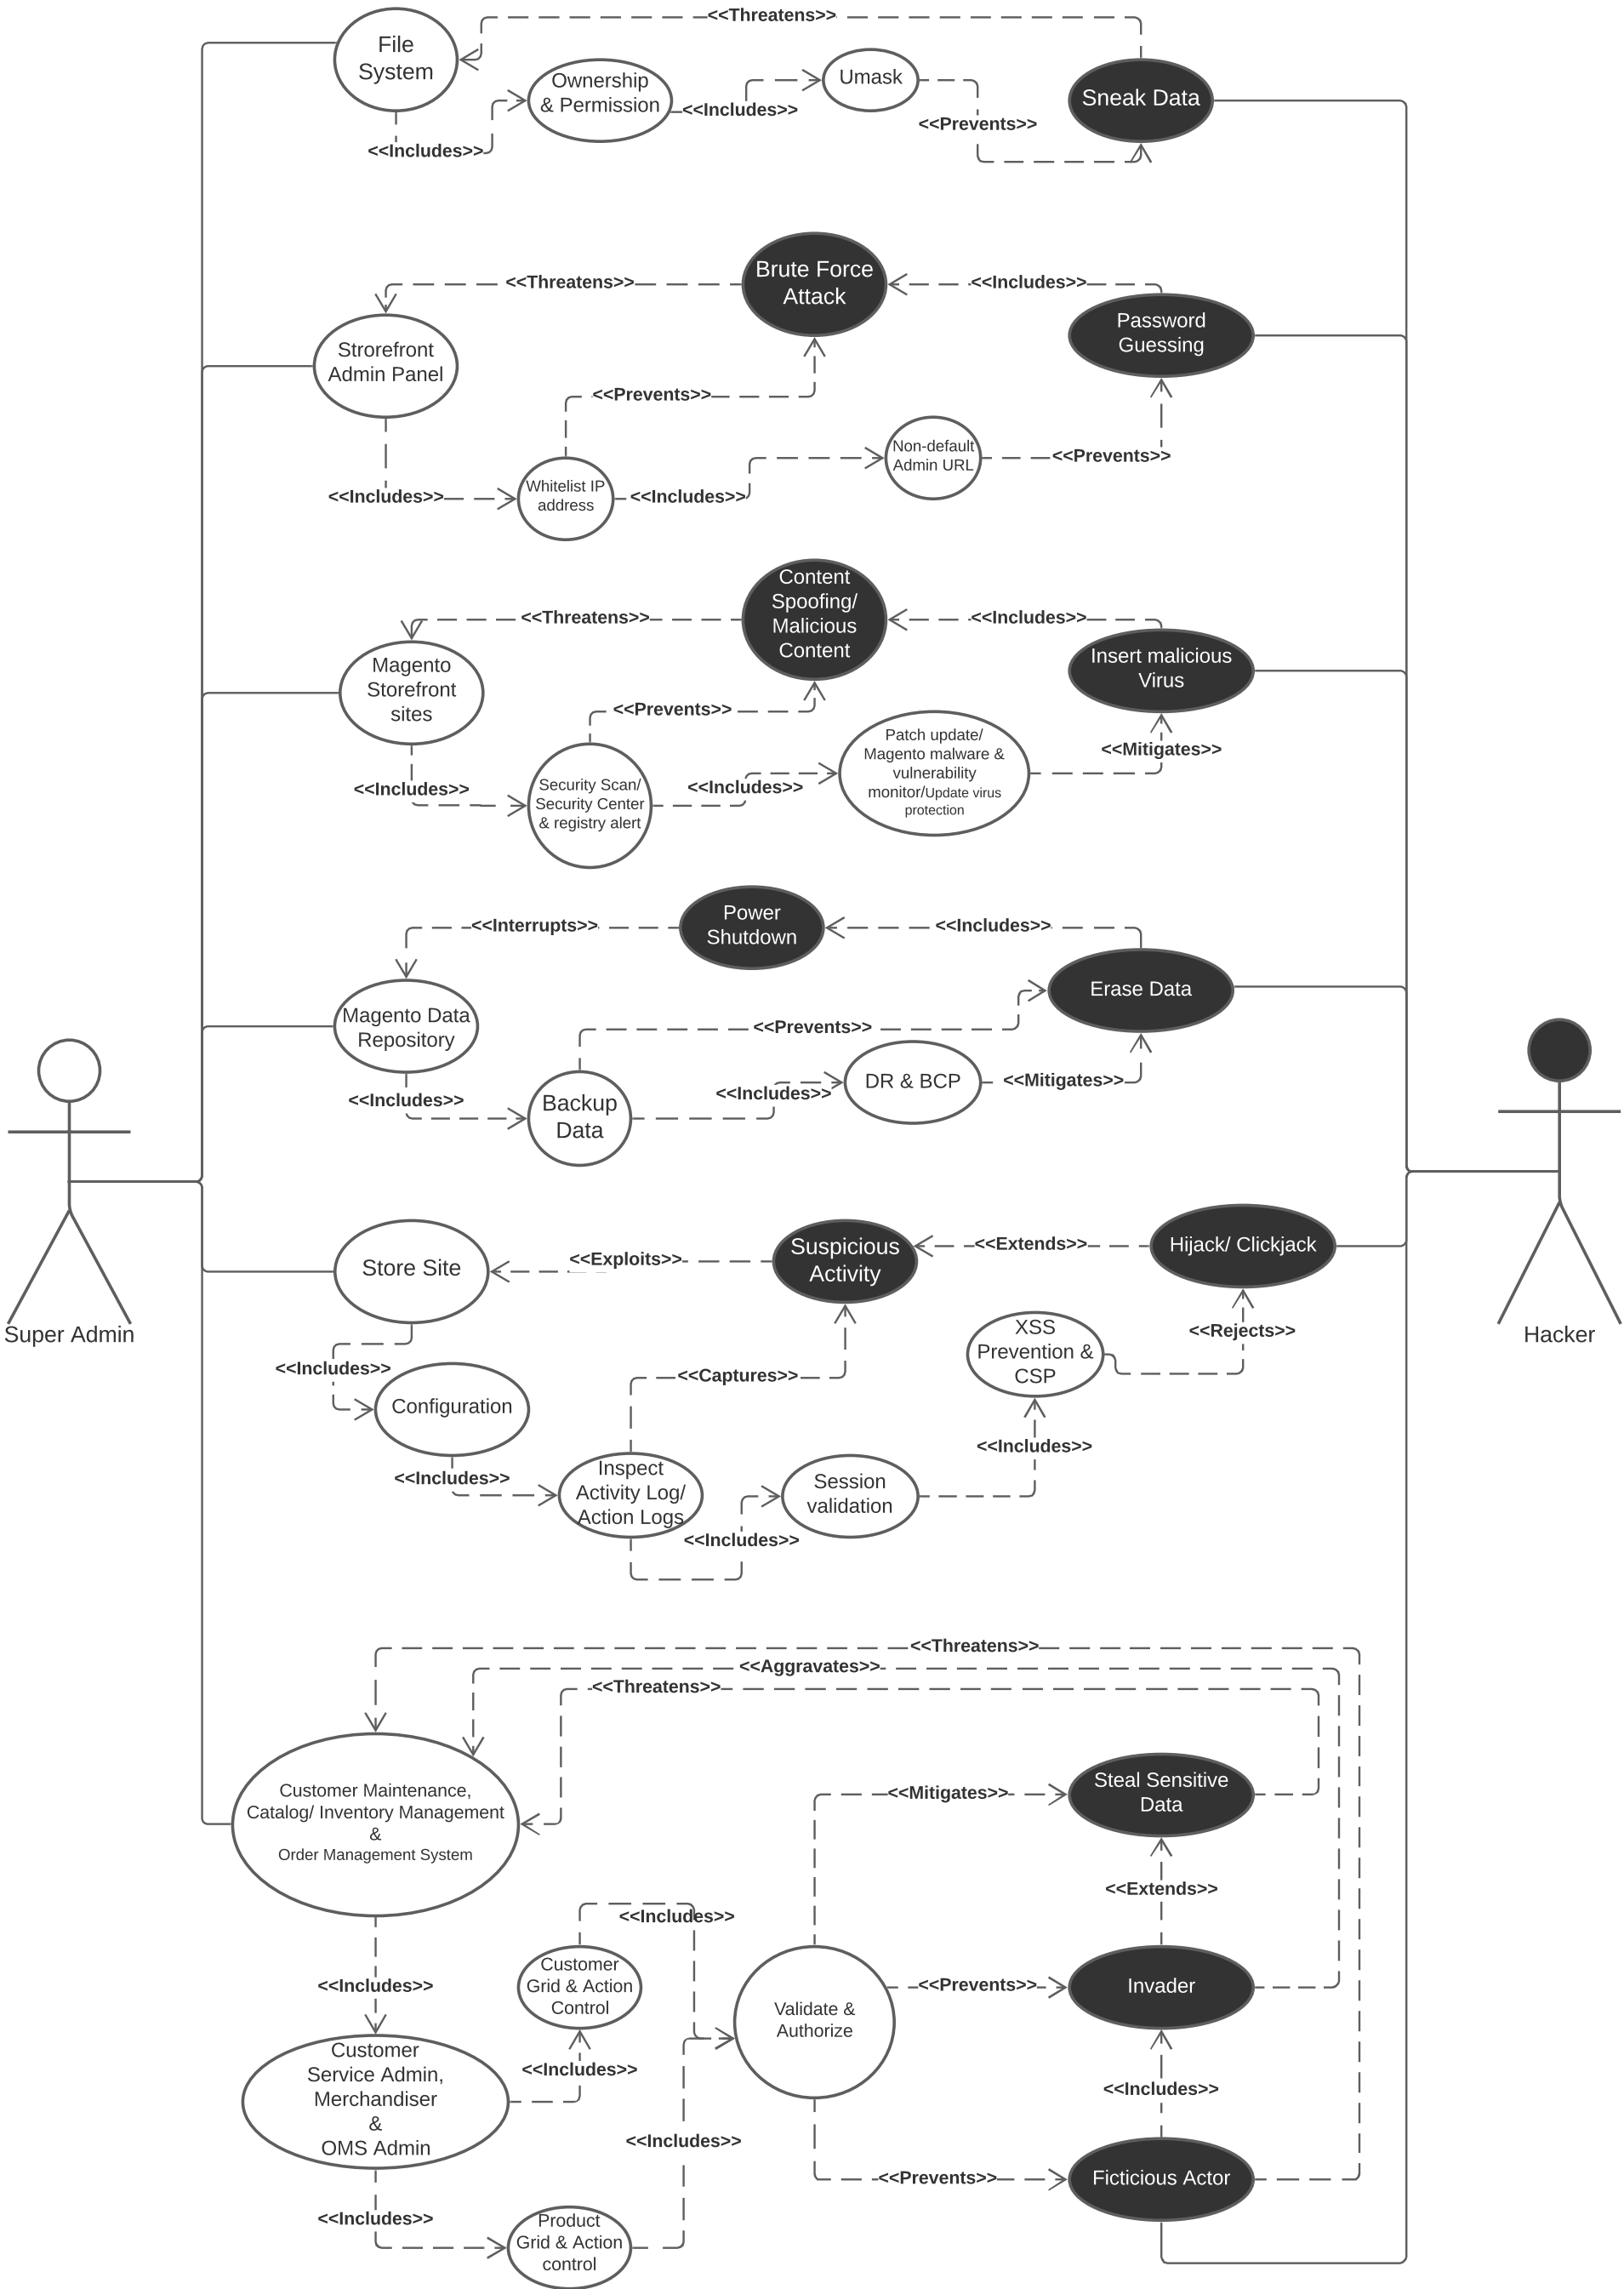 <<Threatens>>
File
System
Ownership
& Permission
Umask
Sneak Data
<<Includes>>
<<Prevents>>
<<Includes>>
Brute Force
Attack
<<Threatens>>
<<Includes>>
Password
Guessing
Strorefront
Admin Panel
<<Prevents>>
Non-default
Admin URL
<<Prevents>>
Whitelist IP
address
<<Includes>>
<<Includes>>
Content
Spoofing/
Malicious
Content
<<Threatens>>
<<Includes>>
Insert malicious
Virus
Magento
Storefront
sites
<<Prevents>>
Patch update/
Magento malware &
vulnerability
monitor/Update virus
protection
<<Mitigates>>
<<Includes>>
Security Scan/
Security Center
& registry alert
<<Includes>>
Power
Shutdown
<<Interrupts>>
<<Includes>>
Erase Data
Magento Data
Repository
<<Prevents>>
DR & BCP
<<Mitigates>>
<<Includes>>
<<Includes>>
Backup
Data
Suspicious
Activity
<<Extends>>
Hijack/ Clickjack
<<Exploits>>
Store Site
Super Admin
Hacker
XSS
Prevention &
CSP
<<Rejects>>
<<Includes>>
<<Captures>>
Configuration
<<Includes>>
<<Includes>>
Inspect
Activity Log/
Action Logs
Session
validation
<<Includes>>
<<Threatens>>
<<Aggravates>>
<<Threatens>>
Customer Maintenance,
Catalog/ Inventory Management
&
Order Management System
<<Mitigates>>
Steal Sensitive
Data
<<Extends>>
<<Includes>>
Customer
Grid & Action
Control
<<Includes>>
<<Prevents>>
Invader
Validate &
Authorize
<<Includes>>
Customer
Service Admin,
Merchandiser
&
OMS Admin
<<Includes>>
<<Includes>>
<<Prevents>>
Ficticious Actor
<<Includes>>
Product
Grid & Action
control